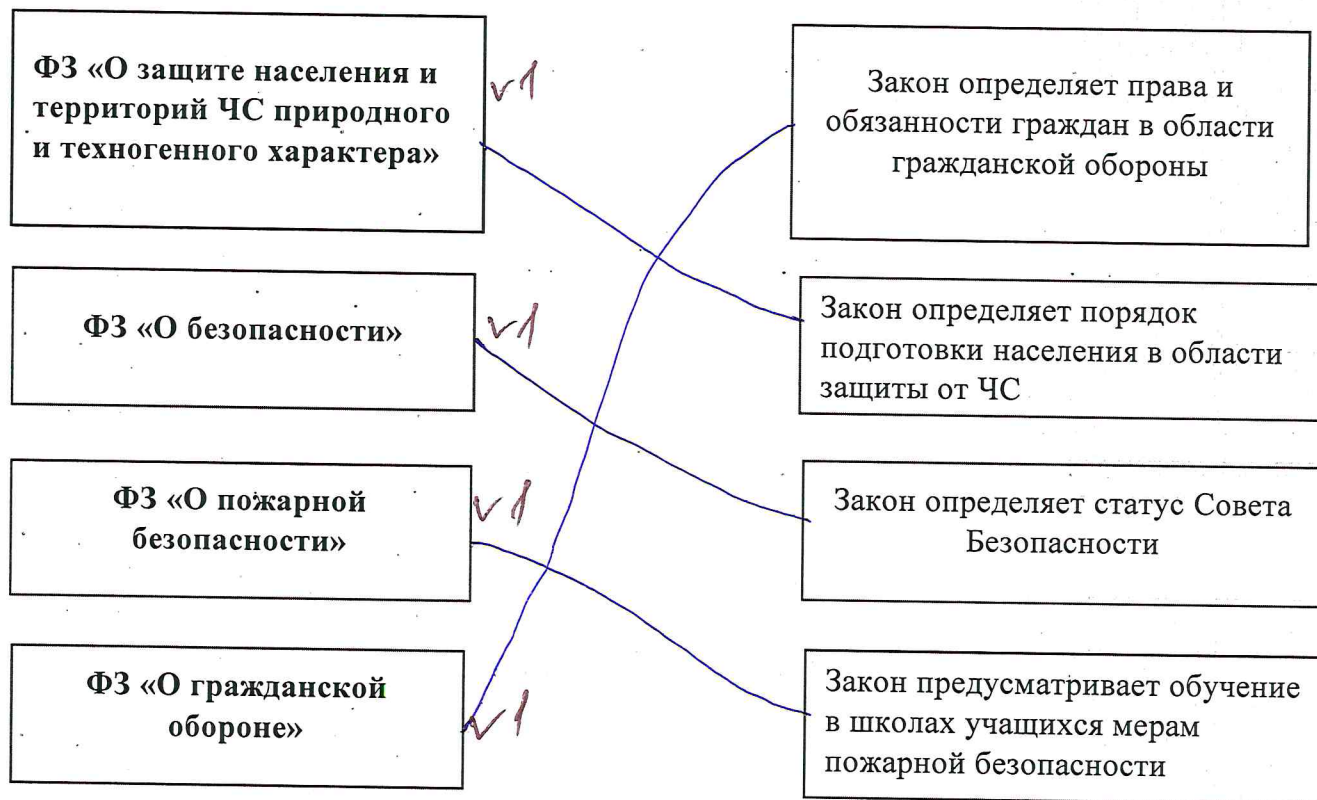 ФЗ «О защите населения и
территорий ЧС природного
и техногенного характера»
v1
Закон определяет права и
обязанности граждан в области
гражданской обороны
ФЗ «О безопасности»
v1
Закон определяет порядок
подготовки населения в области
защиты от ЧС
ФЗ «О пожарной
безопасности»
v1
Закон определяет статус Совета
Безопасности
ФЗ «О гражданской
обороне»
v1
Закон предусматривает обучение
в школах учащихся мерам
пожарной безопасности